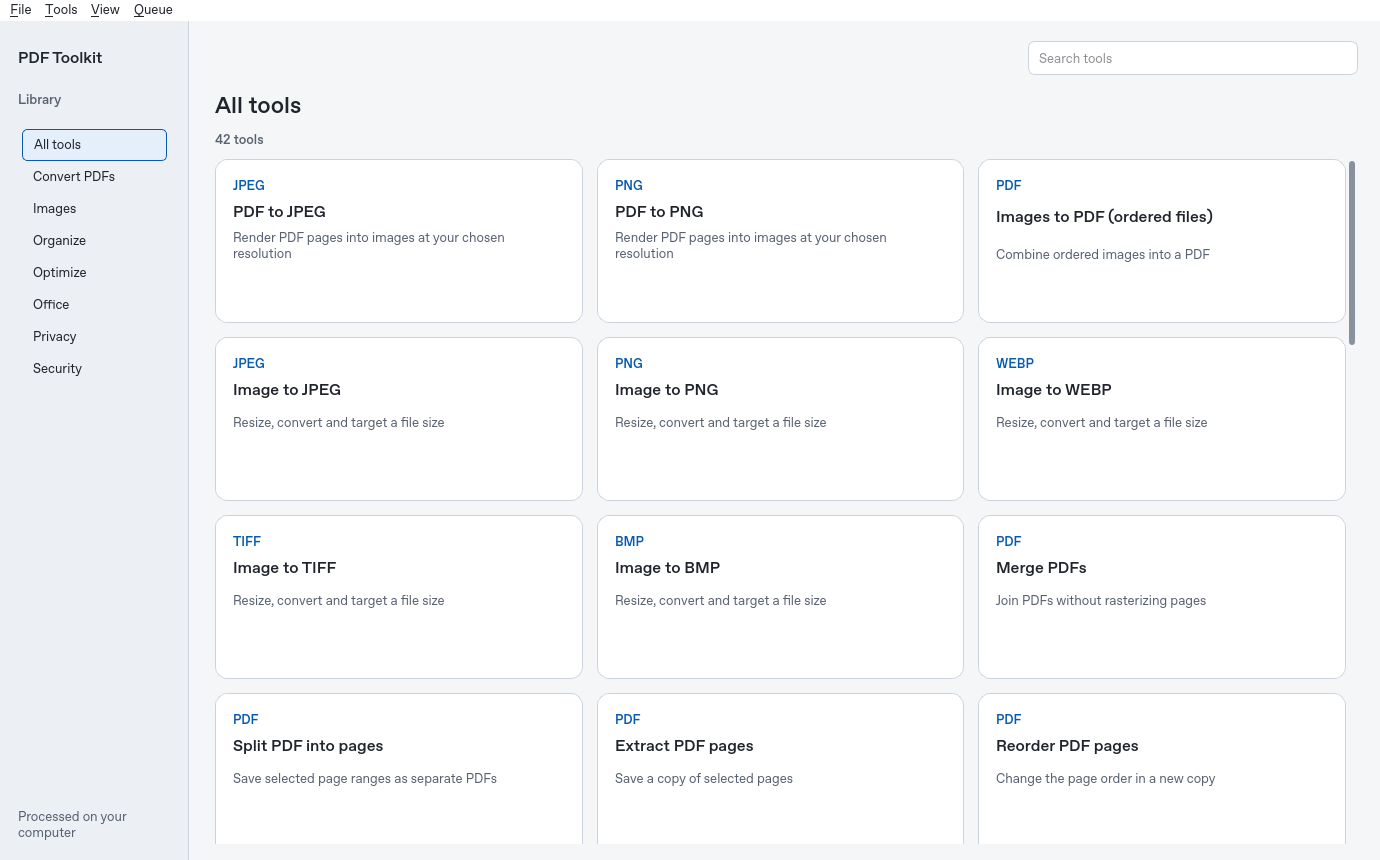 File Tools View Queue
PDF Toolkit
Library
All tools
Convert PDFs
Images
Organize
Optimize
Office
Privacy
Security
Processed on your
computer
Search tools
All tools
42 tools
JPEG
PDF to JPEG
Render PDF pages into images at your chosen
resolution
PNG
PDF to PNG
Render PDF pages into images at your chosen
resolution
PDF
Images to PDF (ordered files)
Combine ordered images into a PDF
JPEG
Image to JPEG
Resize, convert and target a file size
PNG
Image to PNG
Resize, convert and target a file size
WEBP
Image to WEBP
Resize, convert and target a file size
TIFF
Image to TIFF
Resize, convert and target a file size
BMP
Image to BMP
Resize, convert and target a file size
PDF
Merge PDFs
Join PDFs without rasterizing pages
PDF
Split PDF into pages
Save selected page ranges as separate PDFs
PDF
Extract PDF pages
Save a copy of selected pages
PDF
Reorder PDF pages
Change the page order in a new copy